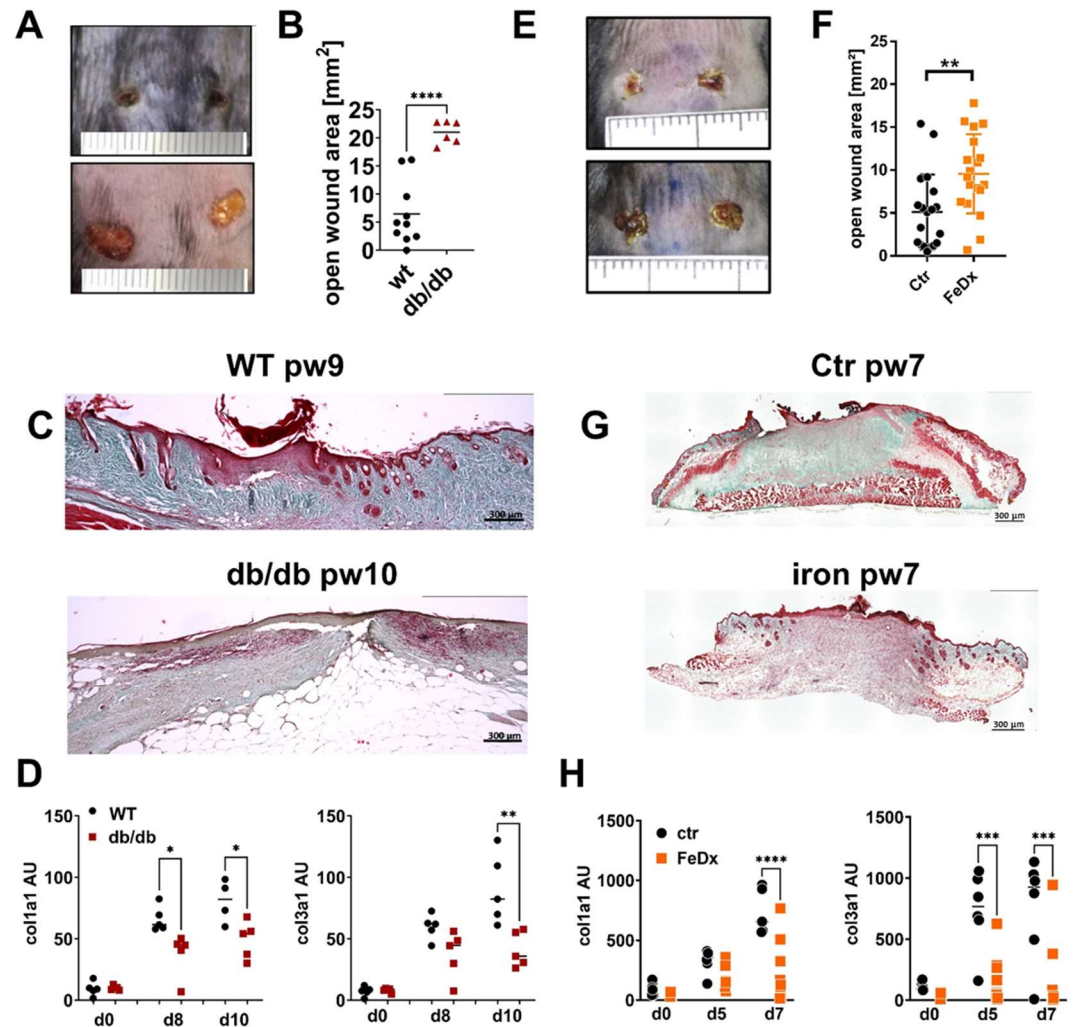 A
B
open wound area [mm²]
25
20
15
10
5
0
****
wt
db/db
E
F
open wound area [mm²]
25
20
15
10
5
0
**
Ctr
FeDx
WT pw9
C
300 µm
db/db pw10
300 µm
Ctr pw7
G
300 µm
iron pw7
300 µm
D
WT
db/db
col1a1 AU
150
100
50
0
*
*
d0 d8 d10
col3a1 AU
150
100
50
0
**
d0 d8 d10
H
ctr
FeDx
col1a1 AU
1500
1000
500
0
****
d0 d5 d7
col3a1 AU
1500
1000
500
0
***
***
d0 d5 d7